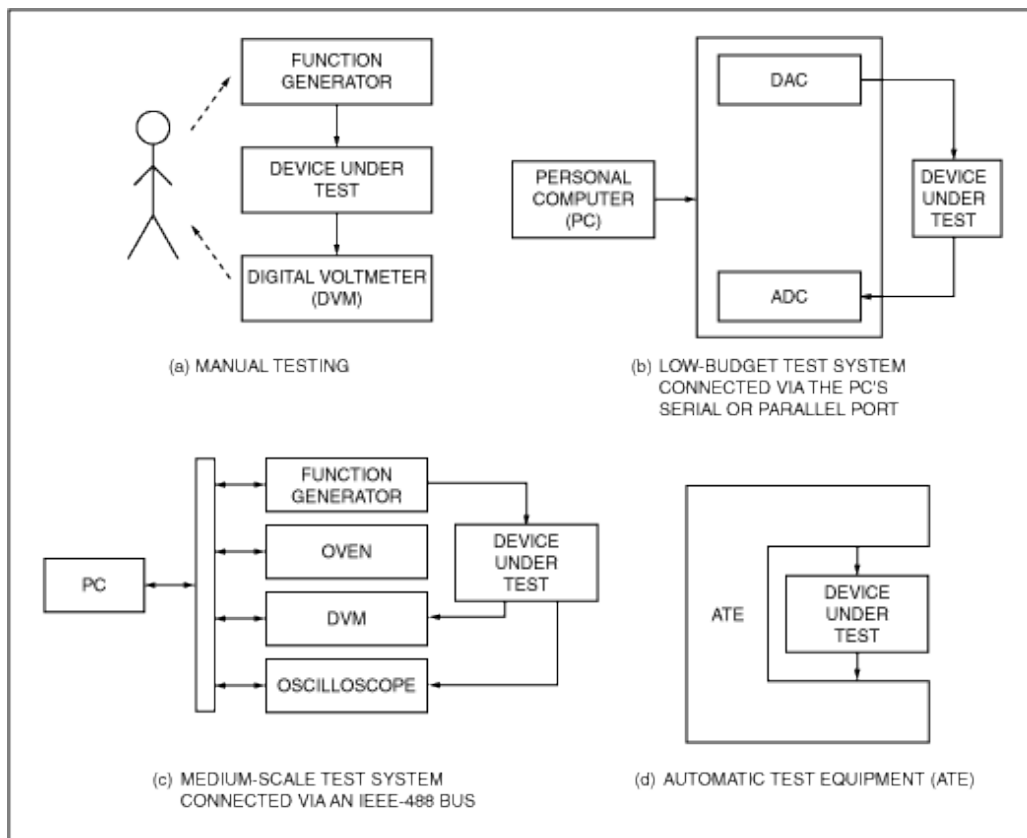 FUNCTION
GENERATOR
DEVICE UNDER
TEST
DIGITAL VOLTMETER
(DVM)
(a) MANUAL TESTING
DAC
PERSONAL
COMPUTER
(PC)
DEVICE
UNDER
TEST
ADC
(b) LOW-BUDGET TEST SYSTEM
CONNECTED VIA THE PC'S
SERIAL OR PARALLEL PORT
FUNCTION
GENERATOR
OVEN
PC
DEVICE
UNDER
TEST
DVM
OSCILLOSCOPE
(c) MEDIUM-SCALE TEST SYSTEM
CONNECTED VIA AN IEEE-488 BUS
ATE
DEVICE
UNDER
TEST
(d) AUTOMATIC TEST EQUIPMENT (ATE)